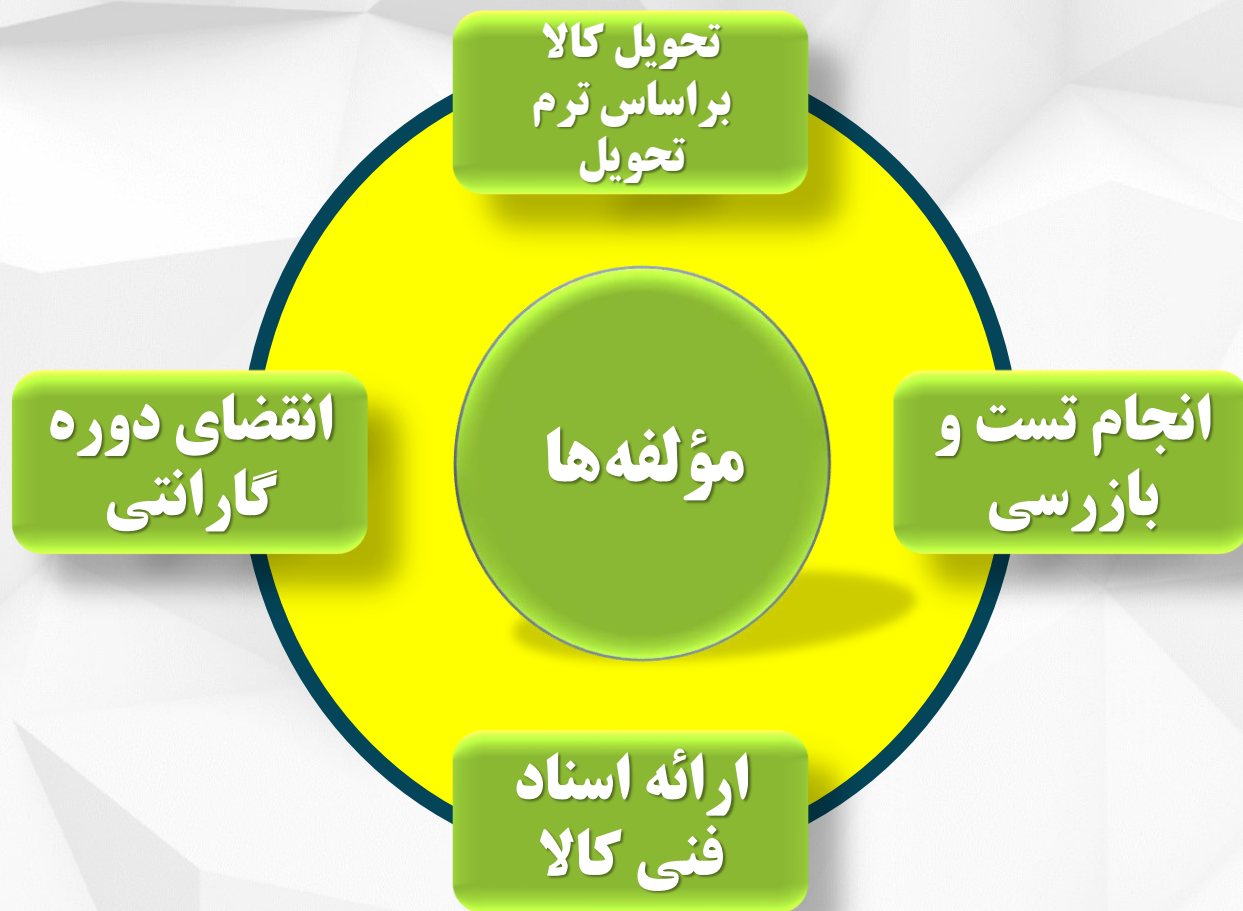 تحویل کالا
براساس ترم
تحویل
انجام تست و
بازرسی
مؤلفه‌ها
انقضای دوره
گارانتی
ارائه اسناد
فنی کالا